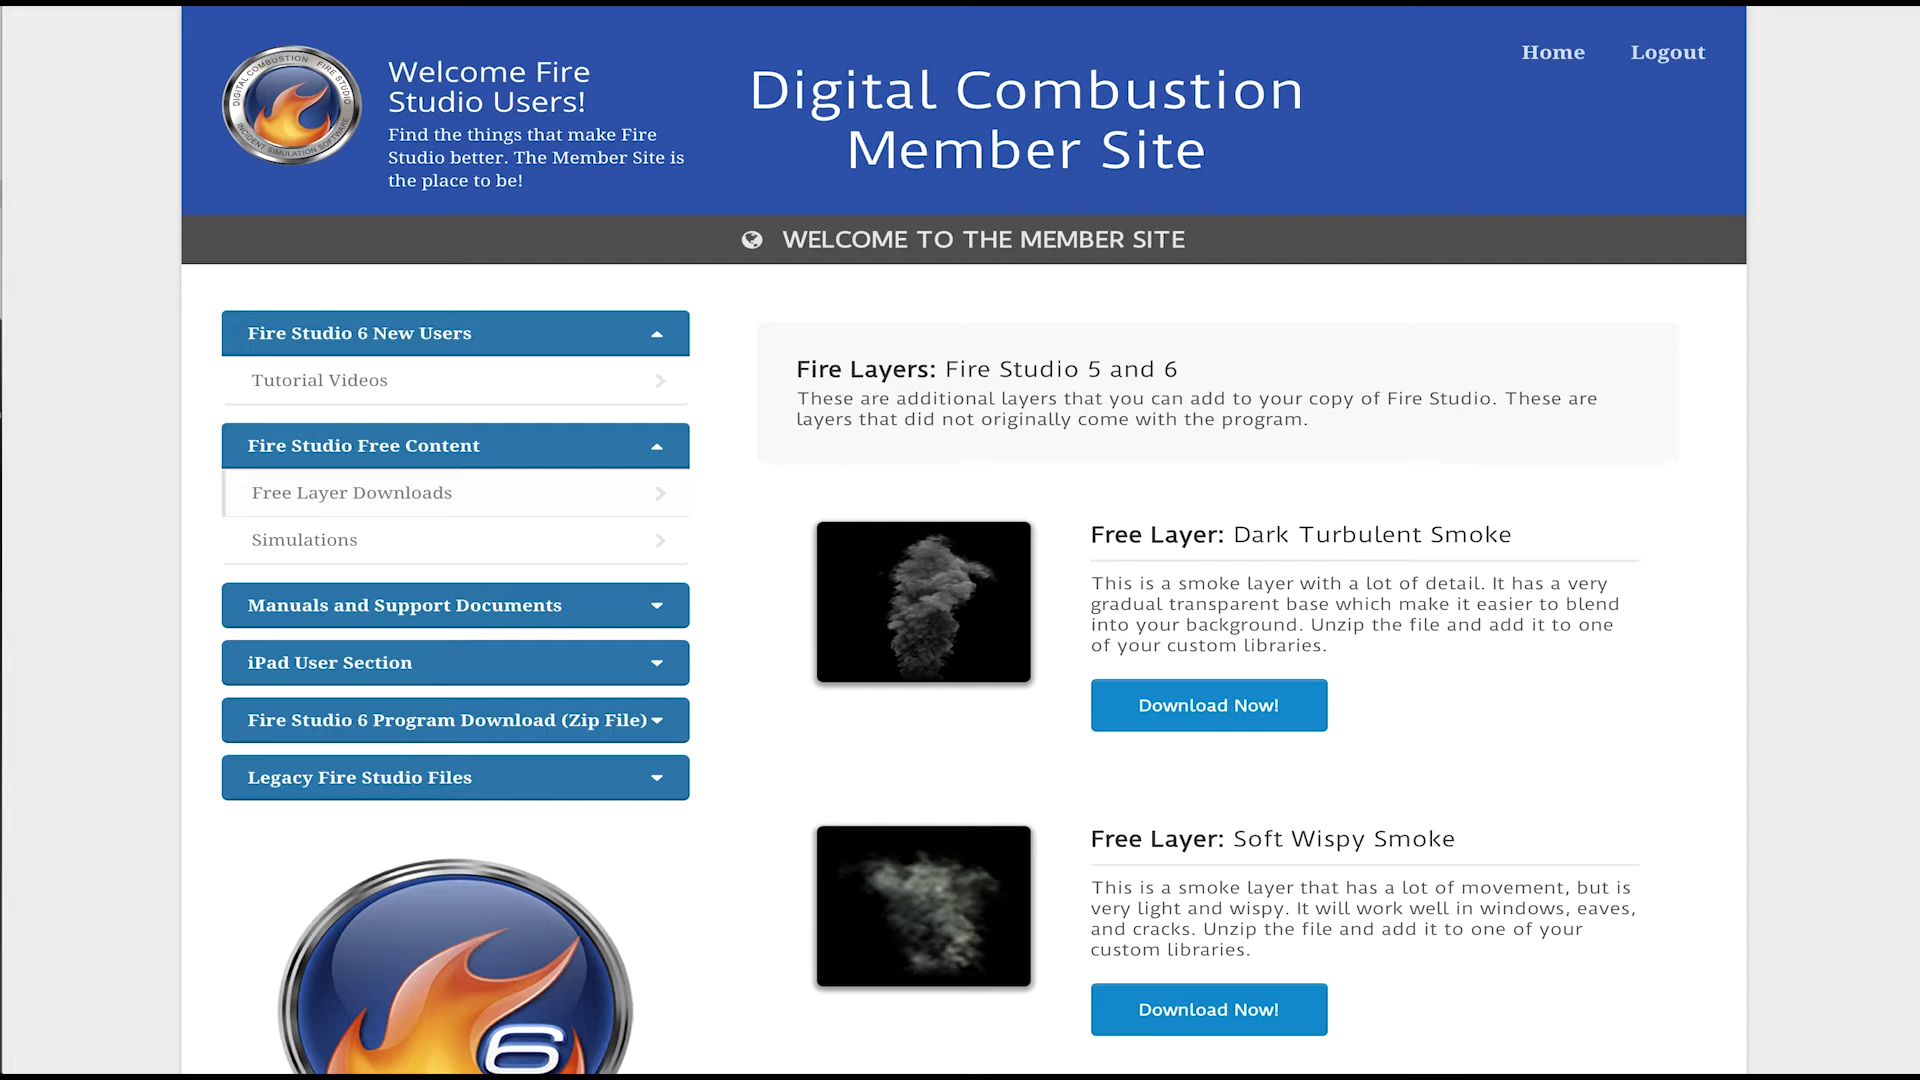 DIGITAL COMBUSTION FIRE STUDIO
INCIDENT SIMULATION SOFTWARE
Welcome Fire
Studio Users!
Find the things that make Fire
Studio better. The Member Site is
the place to be!
Digital Combustion
Member Site
Home
Logout
WELCOME TO THE MEMBER SITE
Fire Studio 6 New Users
Tutorial Videos
Fire Studio Free Content
Free Layer Downloads
Simulations
Manuals and Support Documents
iPad User Section
Fire Studio 6 Program Download (Zip File)
Legacy Fire Studio Files
6
Fire Layers: Fire Studio 5 and 6
These are additional layers that you can add to your copy of Fire Studio. These are
layers that did not originally come with the program.
Free Layer: Dark Turbulent Smoke
This is a smoke layer with a lot of detail. It has a very
gradual transparent base which make it easier to blend
into your background. Unzip the file and add it to one
of your custom libraries.
Download Now!
Free Layer: Soft Wispy Smoke
This is a smoke layer that has a lot of movement, but is
very light and wispy. It will work well in windows, eaves,
and cracks. Unzip the file and add it to one of your
custom libraries.
Download Now!